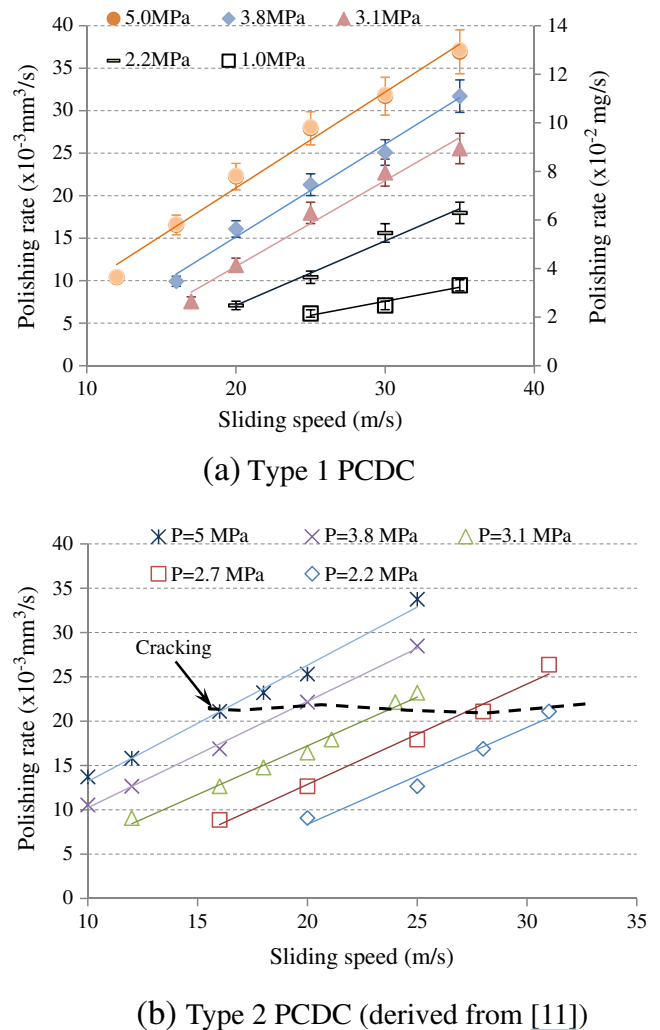 5.0MPa 3.8MPa 3.1MPa
2.2MPa 1.0MPa
40
35
30
25
20
15
10
5
0
Polishing rate (x10⁻³mm³/s)
14
12
10
8
6
4
2
0
Polishing rate (x10⁻² mg/s)
10 20 30 40
Sliding speed (m/s)
(a) Type 1 PCDC
P=5 MPa P=3.8 MPa P=3.1 MPa
P=2.7 MPa P=2.2 MPa
Cracking
40
35
30
25
20
15
10
5
0
Polishing rate (x10⁻³mm³/s)
10 15 20 25 30 35
Sliding speed (m/s)
(b) Type 2 PCDC (derived from [11])